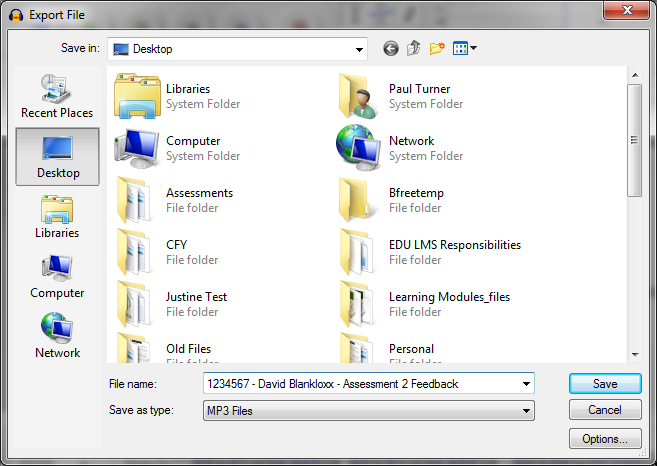 Export File
Save in: Desktop
Recent Places
Desktop
Libraries
Computer
Network
Libraries
System Folder
Paul Turner
System Folder
Computer
System Folder
Network
System Folder
Assessments
File folder
Bfreetemp
File folder
CFY
File folder
EDU LMS Responsibilities
File folder
Justine Test
File folder
Learning Modules_files
File folder
Old Files
File folder
Personal
File folder
File name: 1234567 - David Blankloxx - Assessment 2 Feedback
Save
Save as type: MP3 Files
Cancel
Options...